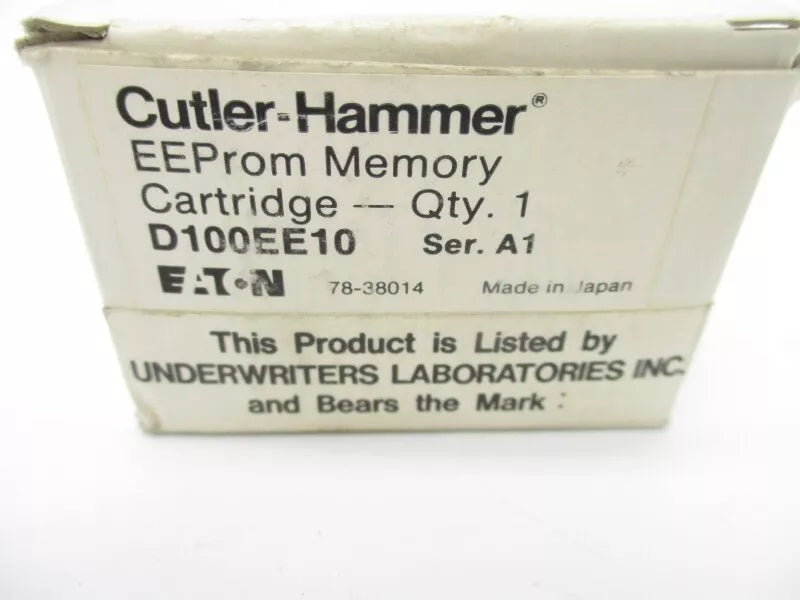 Cutler-Hammer®
EEProm Memory
Cartridge — Qty. 1
D100EE10 Ser. A1
EATON 78-38014 Made in Japan
This Product is Listed by
UNDERWRITERS LABORATORIES INC.
and Bears the Mark :